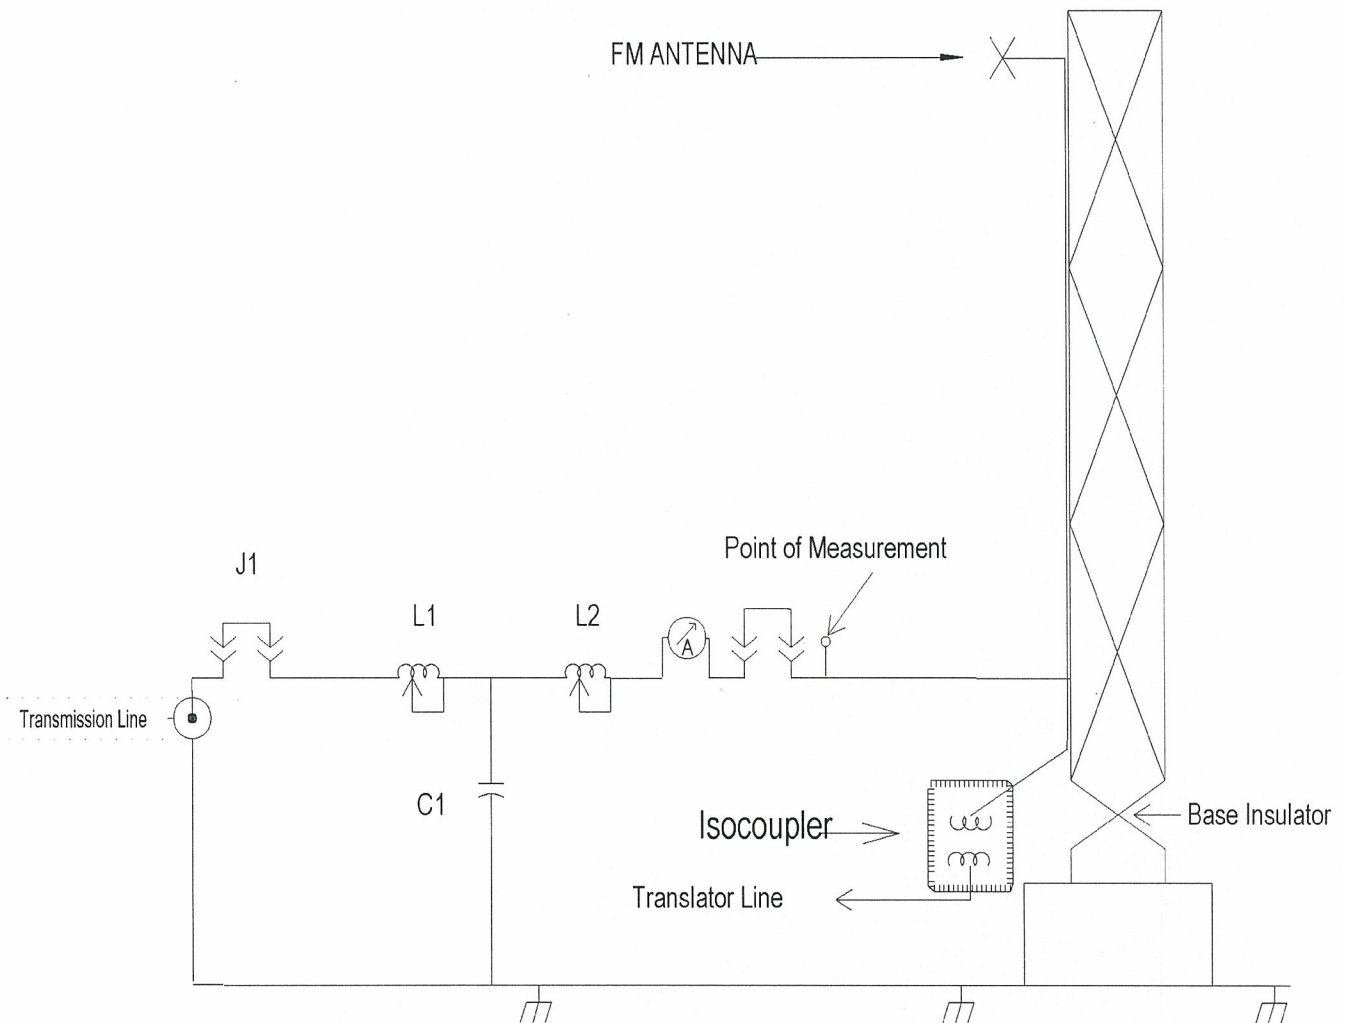 FM ANTENNA
Point of Measurement
J1
L1
L2
A
Transmission Line
C1
Isocoupler
Base Insulator
Translator Line